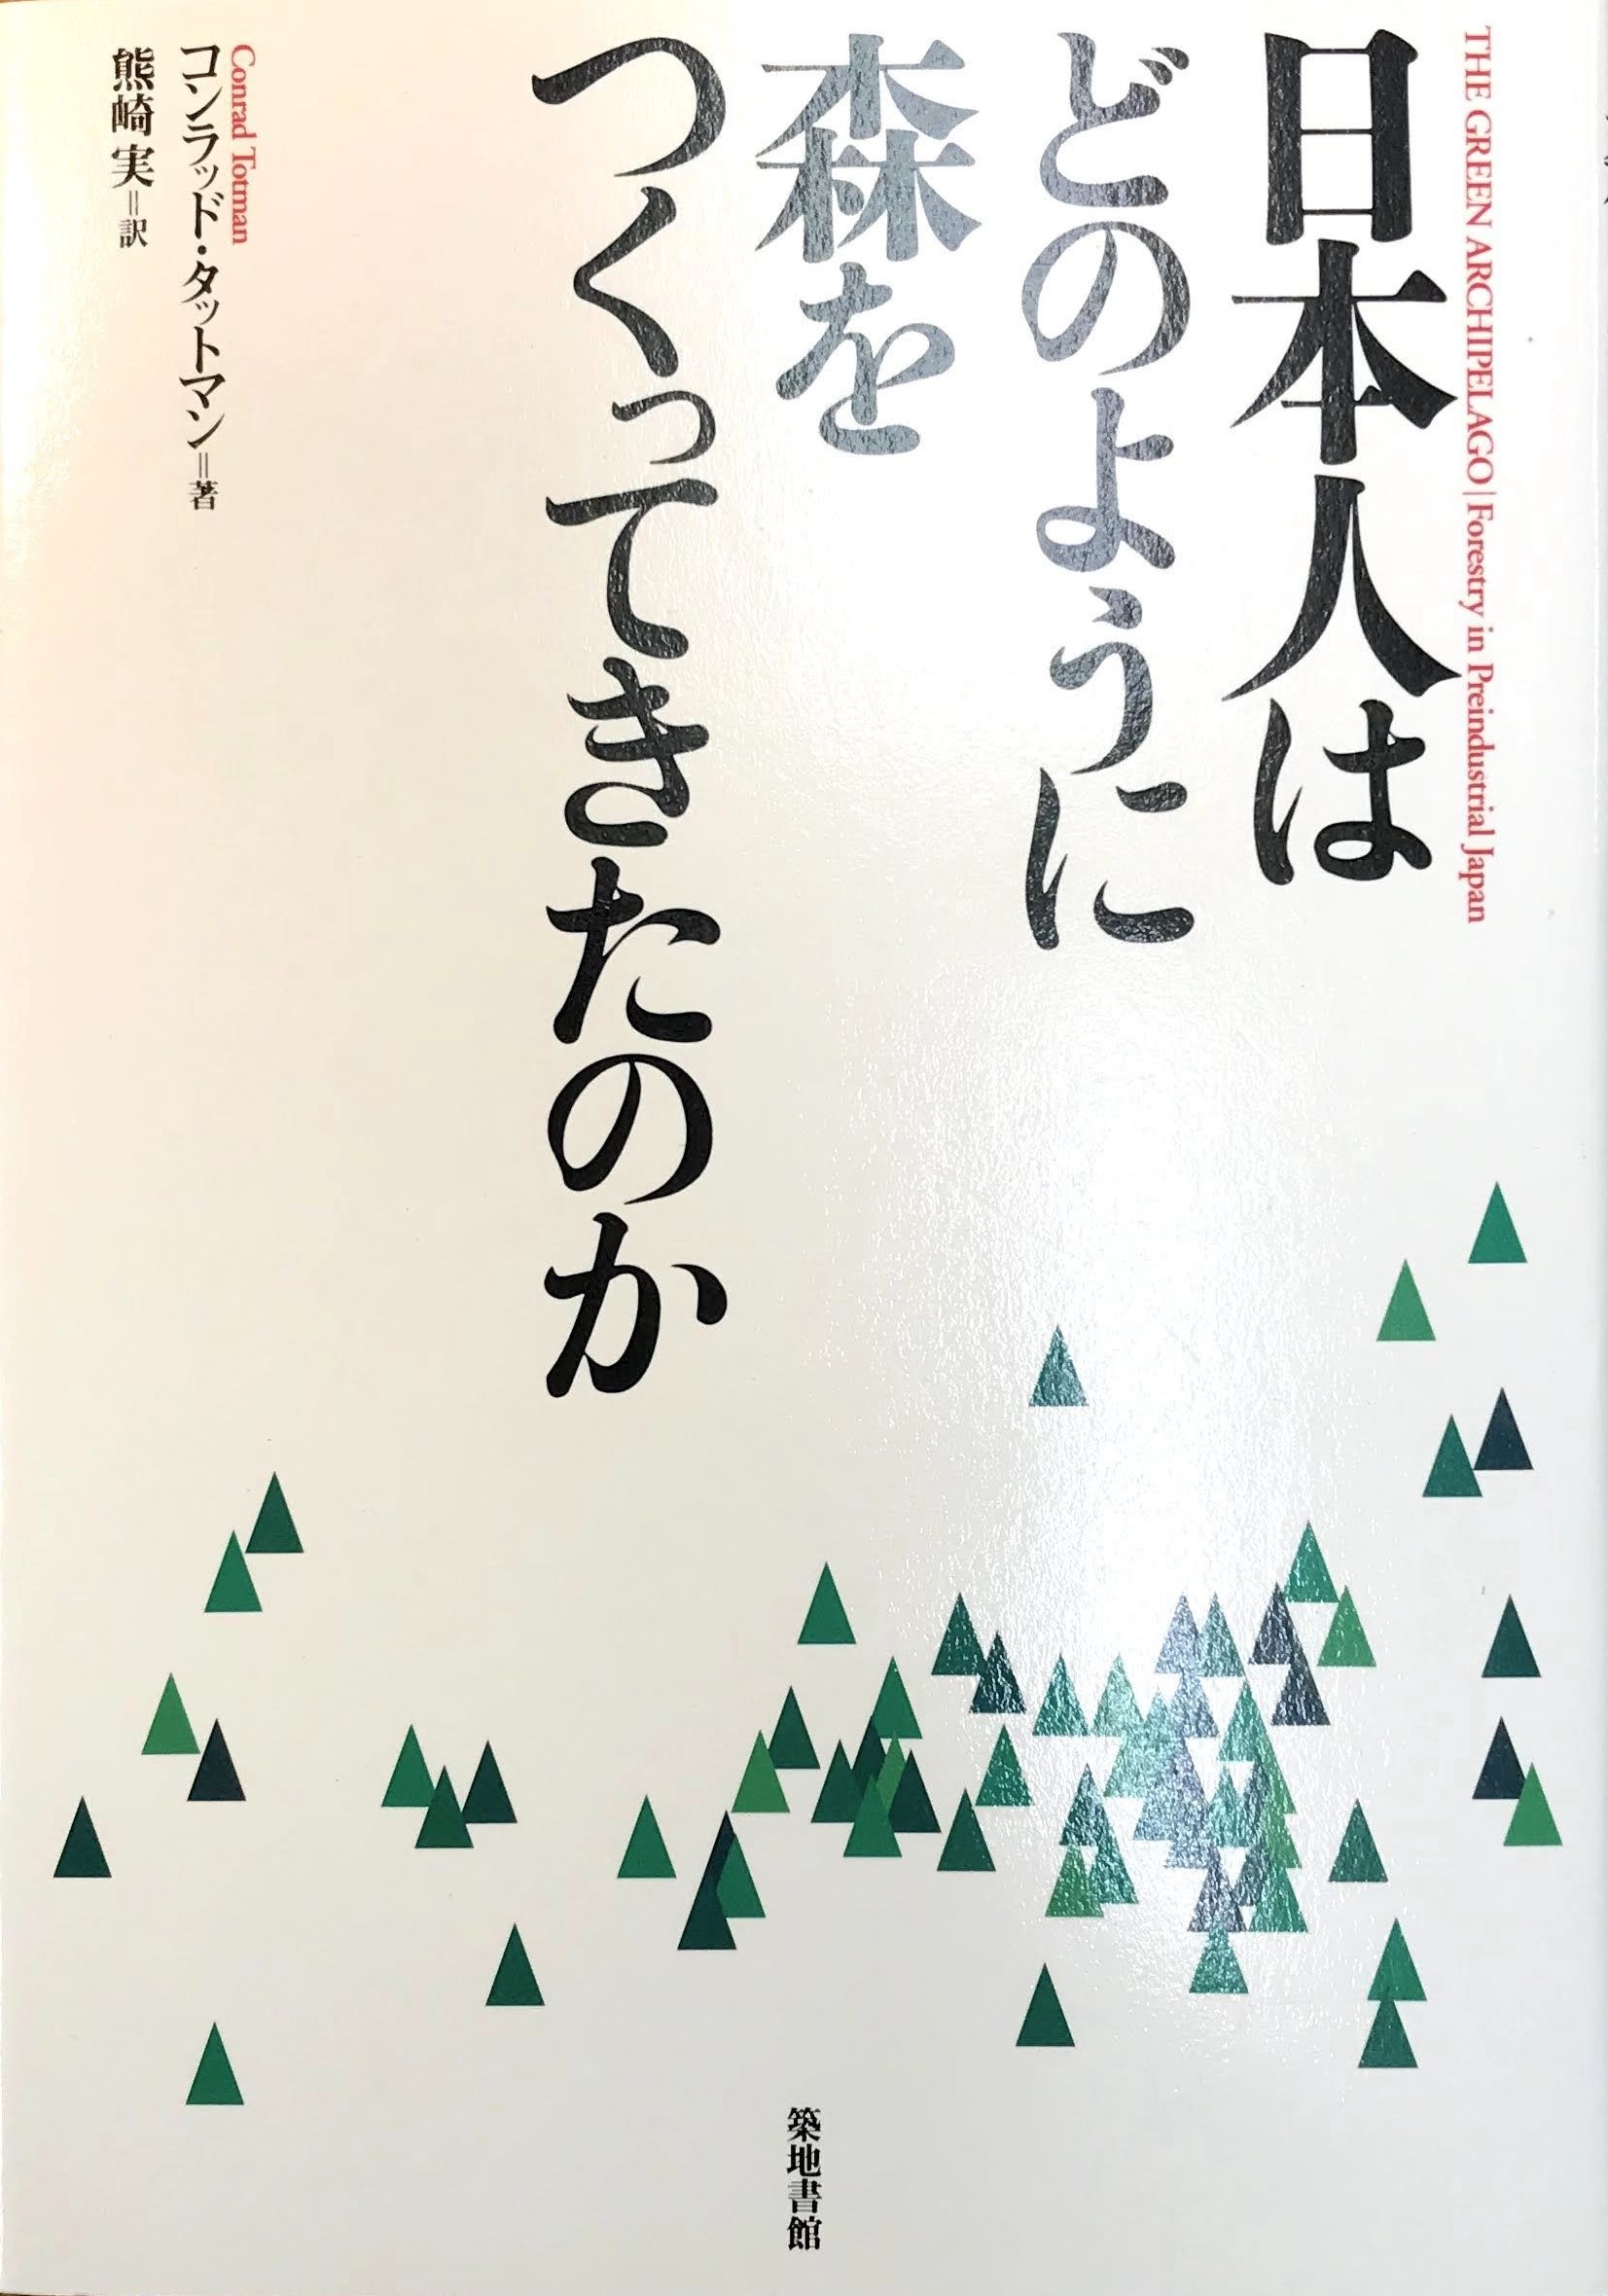 THE GREEN ARCHIPELAGO | Forestry in Preindustrial Japan
日本人は
どのように
森を
つくってきたのか
Conrad Totman
コンラッド・タットマン＝著
熊崎 実＝訳
築地書館